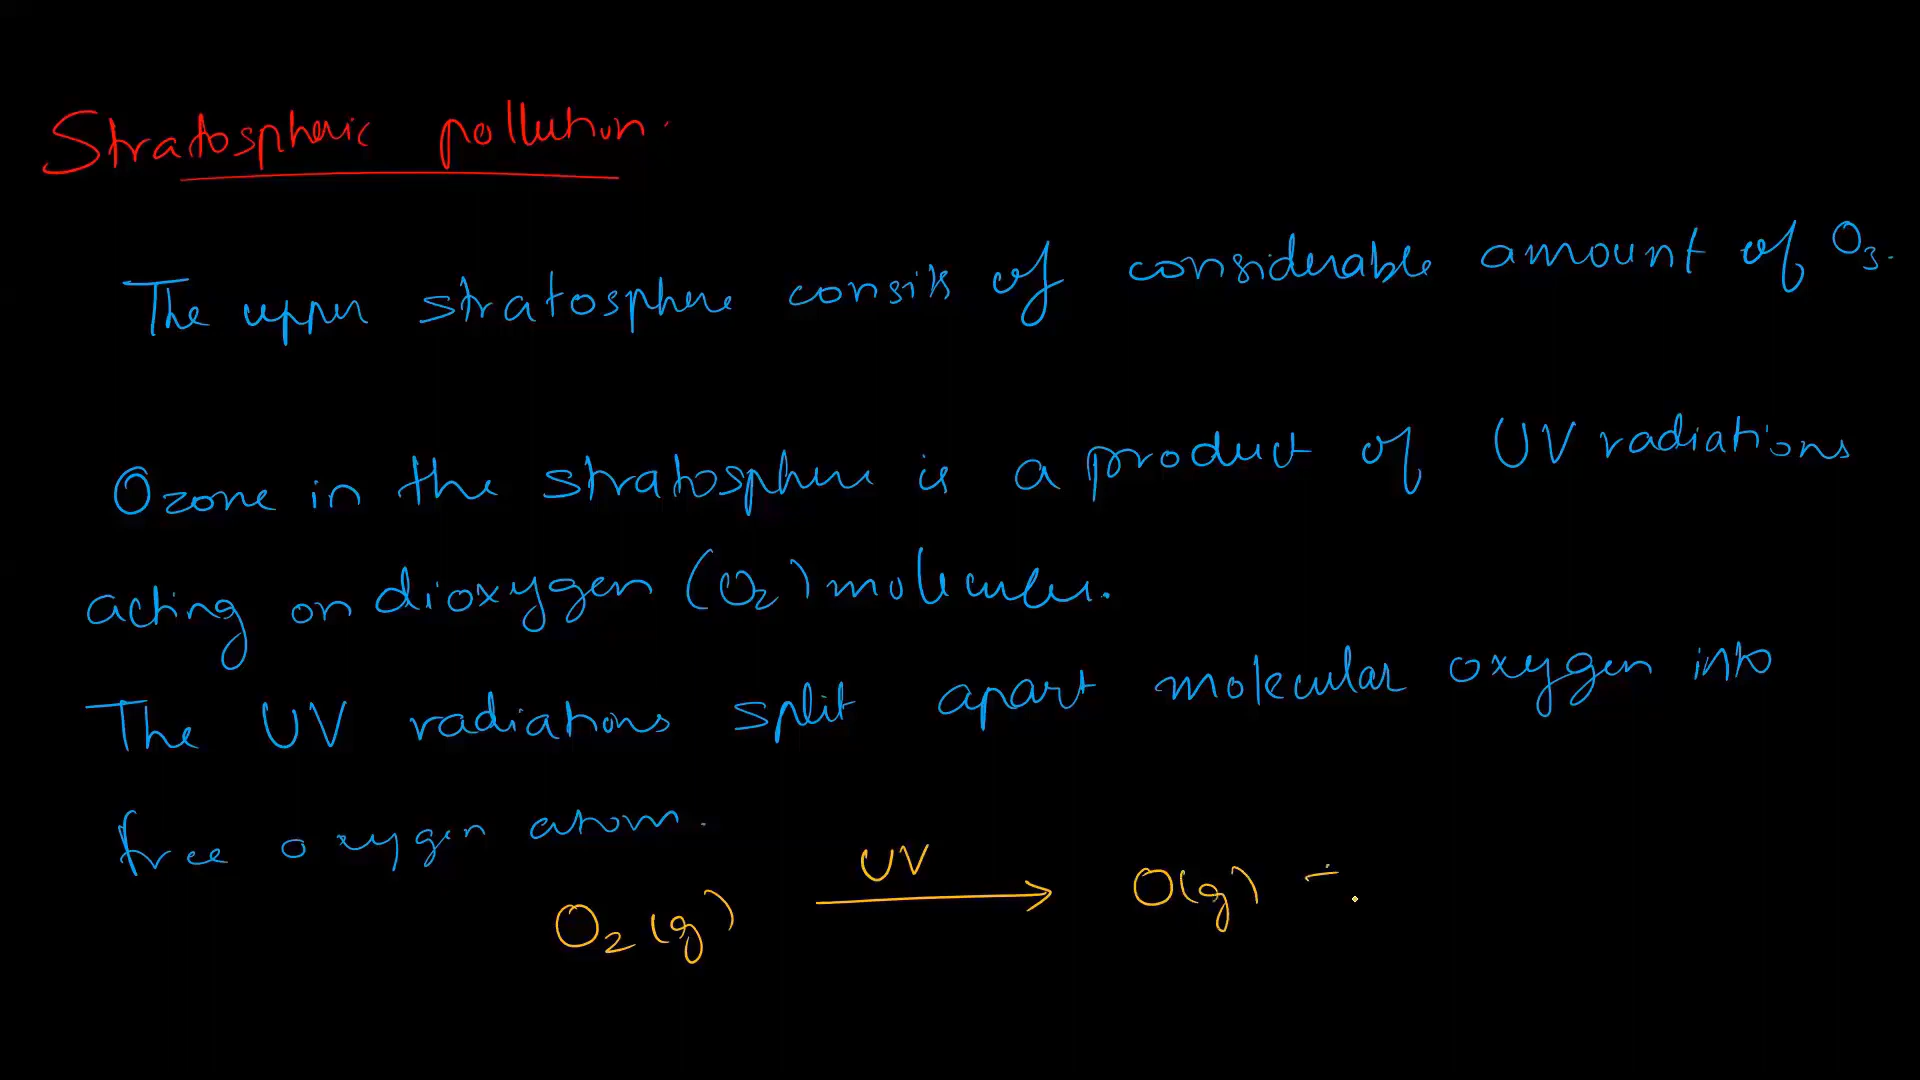 Stratospheric pollution.
The upper stratosphere consits of considerable amount of O3.
Ozone in the stratosphere is a product of UV radiations
acting on dioxygen (O2) molecules.
The UV radiations split apart molecular oxygen into
free oxygen atom.
O2 (g) UV → O(g)